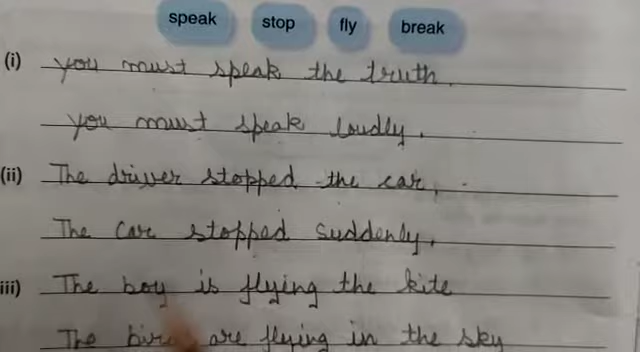 speak stop fly break
(i) you must speak the truth.
you must speak loudly.
(ii) The driver stopped the car.
The car stopped suddenly.
iii) The boy is flying the kite
The are flying in the sky